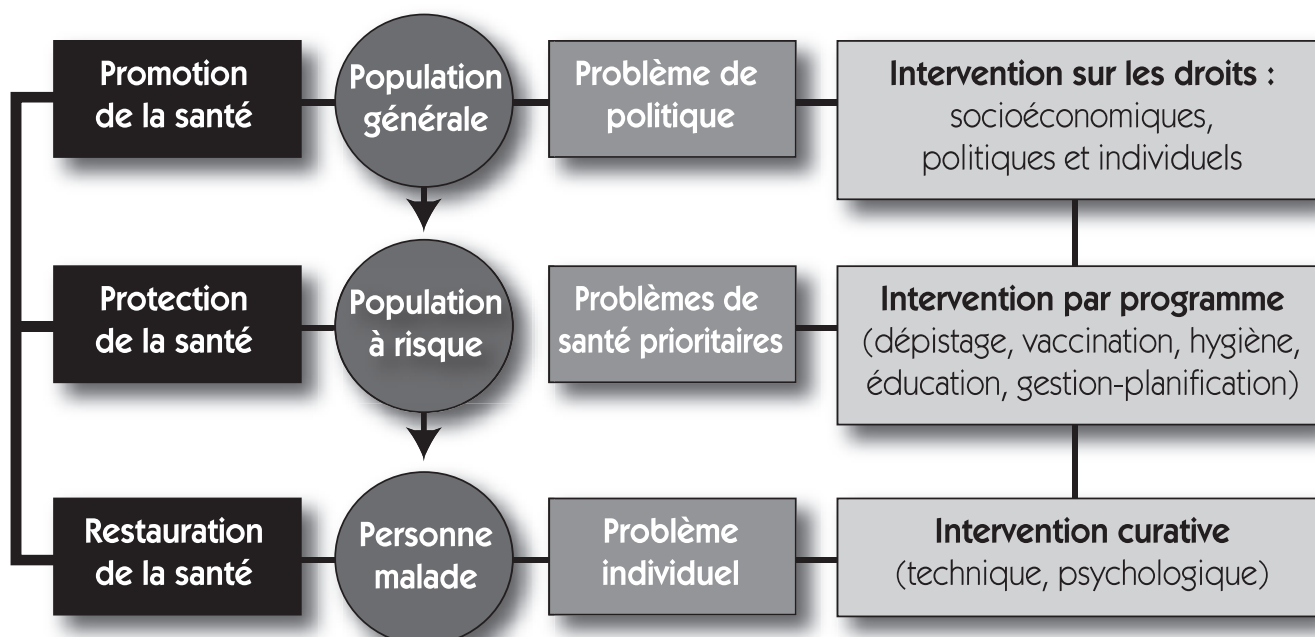 Promotion
de la santé
Population
générale
Problème de
politique
Intervention sur les droits :
socioéconomiques,
politiques et individuels
Protection
de la santé
Population
à risque
Problèmes de
santé prioritaires
Intervention par programme
(dépistage, vaccination, hygiène,
éducation, gestion-planification)
Restauration
de la santé
Personne
malade
Problème
individuel
Intervention curative
(technique, psychologique)